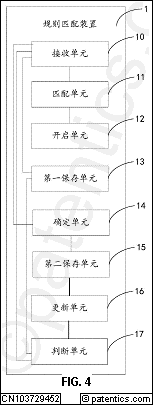 规则匹配装置
1
接收单元
10
匹配单元
11
开启单元
12
第一保存单元
13
确定单元
14
第二保存单元
15
更新单元
16
判断单元
17
FIG. 4
CN103729452
©patentics.com
©patentics.com